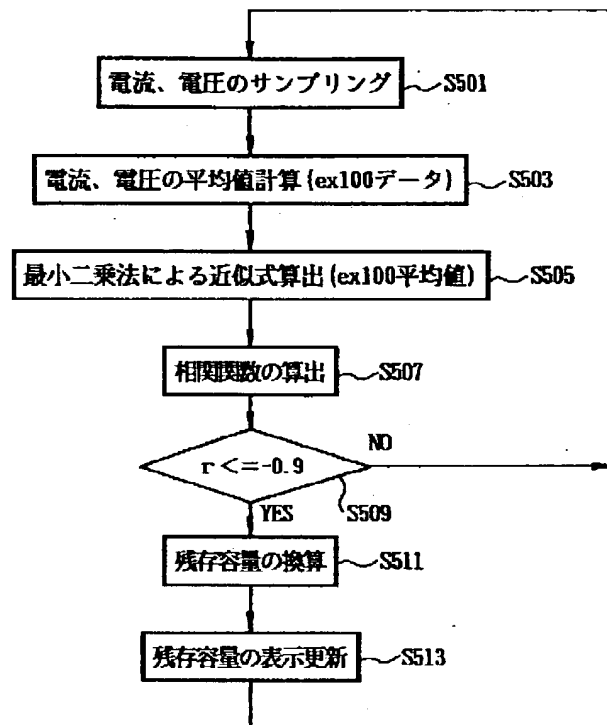 電流、電圧のサンプリング S501
電流、電圧の平均値計算(ex100データ) S503
最小二乗法による近似式算出(ex100平均値) S505
相関関数の算出 S507
r<=-0.9 NO
YES S509
残存容量の換算 S511
残存容量の表示更新 S513